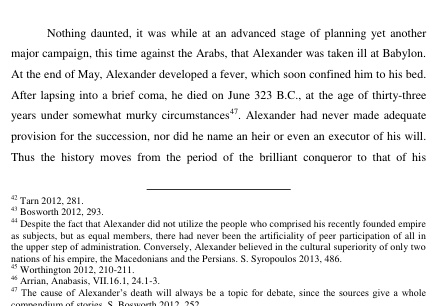 Nothing daunted, it was while at an advanced stage of planning yet another
major campaign, this time against the Arabs, that Alexander was taken ill at Babylon.
At the end of May, Alexander developed a fever, which soon confined him to his bed.
After lapsing into a brief coma, he died on June 323 B.C., at the age of thirty-three
years under somewhat murky circumstances47. Alexander had never made adequate
provision for the succession, nor did he name an heir or even an executor of his will.
Thus the history moves from the period of the brilliant conqueror to that of his
42 Tarn 2012, 281.
43 Bosworth 2012, 293.
44 Despite the fact that Alexander did not utilize the people who comprised his recently founded empire
as subjects, but as equal members, there had never been the artificiality of peer participation of all in
the upper step of administration. Conversely, Alexander believed in the cultural superiority of only two
nations of his empire, the Macedonians and the Persians. S. Syropoulos 2013, 486.
45 Worthington 2012, 210-211.
46 Arrian, Anabasis, VII.16.1, 24.1-3.
47 The cause of Alexander's death will always be a topic for debate, since the sources give a whole
compendium of stories. S. Bosworth 2012, 252.